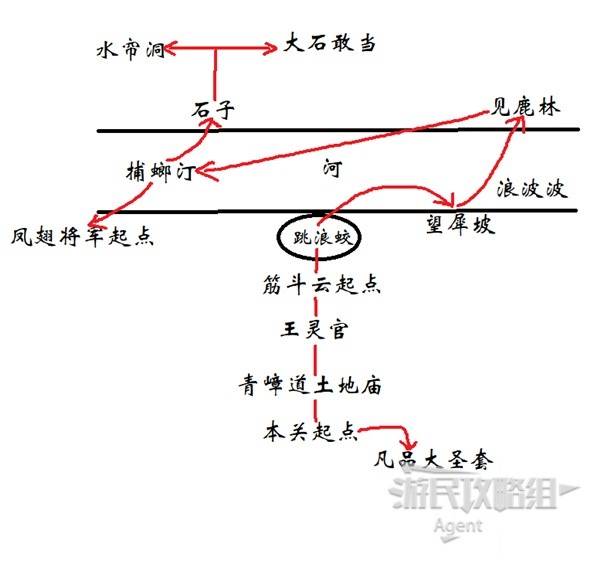 水帘洞
大石敢当
石子
见鹿林
捕螂汀
河
浪波波
凤翅将军起点
跳浪蛟
望犀坡
筋斗云起点
王灵官
青嶂道土地庙
本关起点
凡品大圣套
游民攻略组
Agent